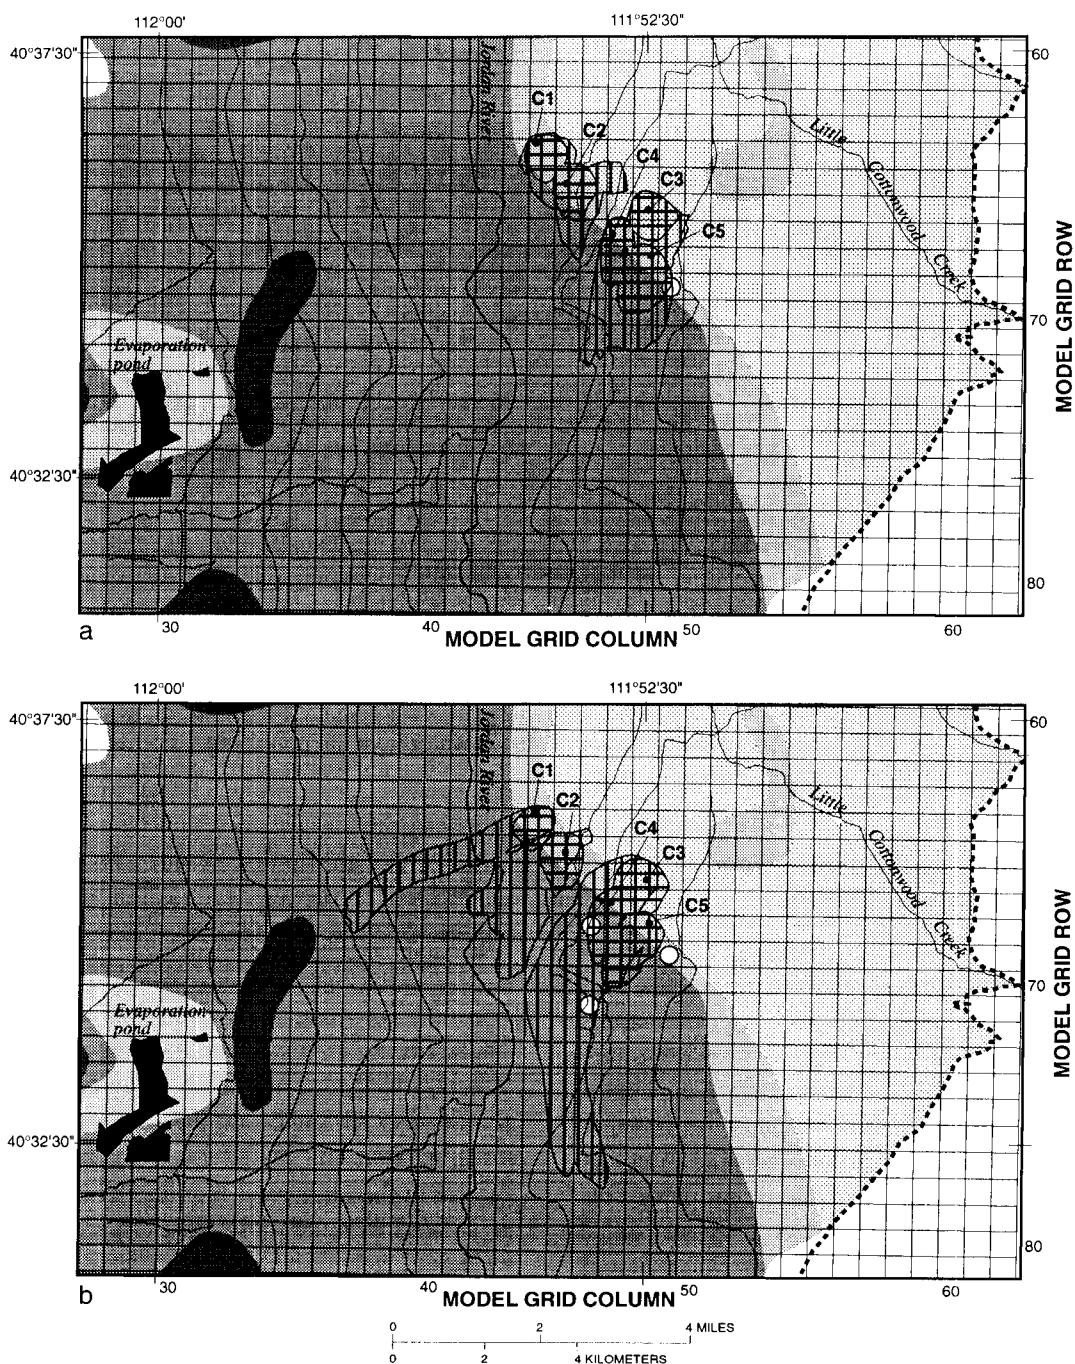 112°00' 111°52'30"
40°37'30" 60
Jordan River
C1
C2
C4
C3
C5
Little
Cottonwood
Creek
MODEL GRID ROW
70
Evaporation
pond
40°32'30"
80
a 30 40 50 60
MODEL GRID COLUMN
112°00' 111°52'30"
40°37'30" 60
Jordan River
C1
C2
C4
C3
C5
Little
Cottonwood
Creek
MODEL GRID ROW
70
Evaporation
pond
40°32'30"
80
b 30 40 50 60
MODEL GRID COLUMN
0 2 4 MILES
0 2 4 KILOMETERS